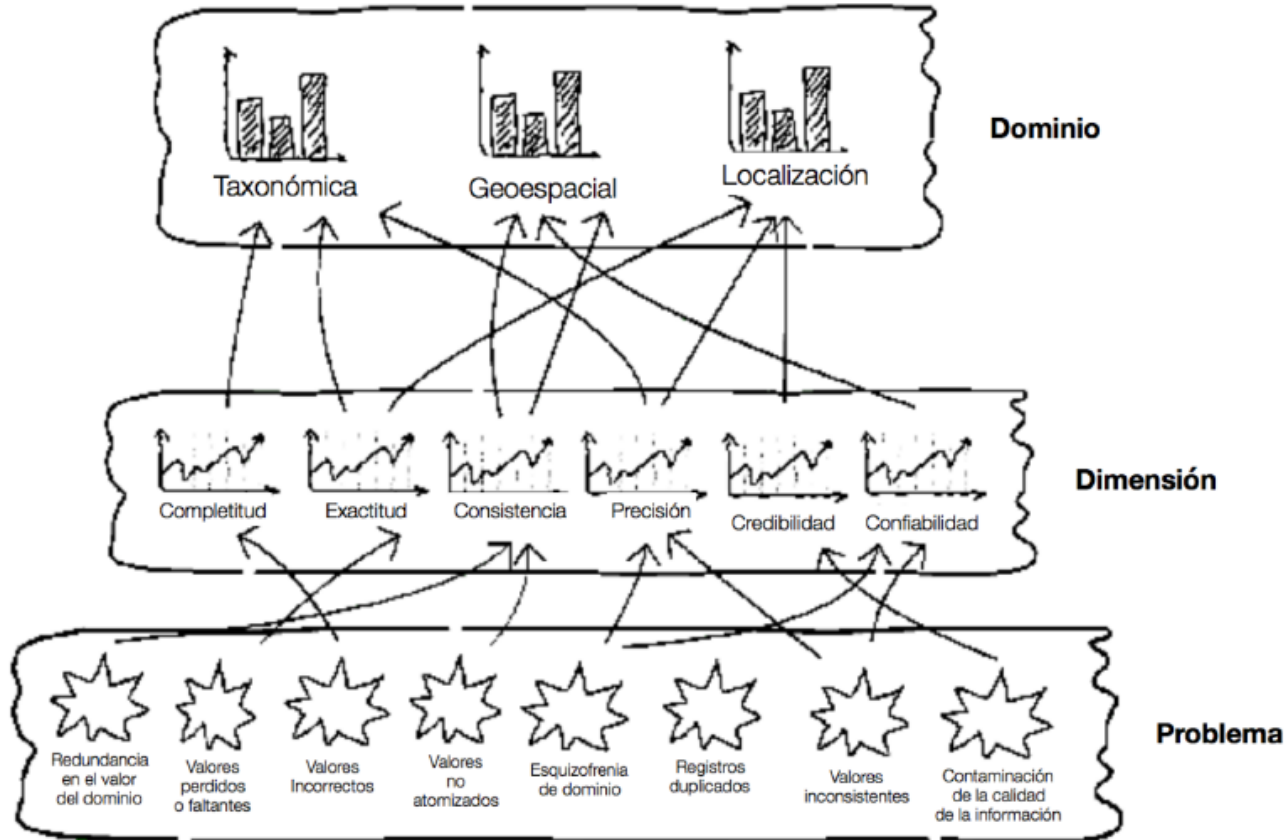 Taxonómica
Geoespacial
Localización
Dominio
Completitud
Exactitud
Consistencia
Precisión
Credibilidad
Confiabilidad
Dimensión
Redundancia
en el valor
del dominio
Valores
perdidos
o faltantes
Valores
Incorrectos
Valores
no
atomizados
Esquizofrenia
de dominio
Registros
duplicados
Valores
inconsistentes
Contaminación
de la calidad
de la información
Problema